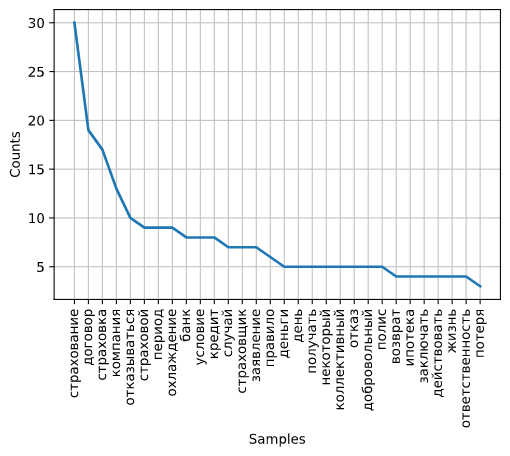 30
25
20
15
10
5
Counts
страхование
договор
страховка
компания
отказываться
страховой
период
охлаждение
банк
условие
кредит
случай
страховщик
заявление
правило
деньги
день
получать
некоторый
коллективный
отказ
добровольный
полис
возврат
ипотека
заключать
действовать
жизнь
ответственность
потеря
Samples